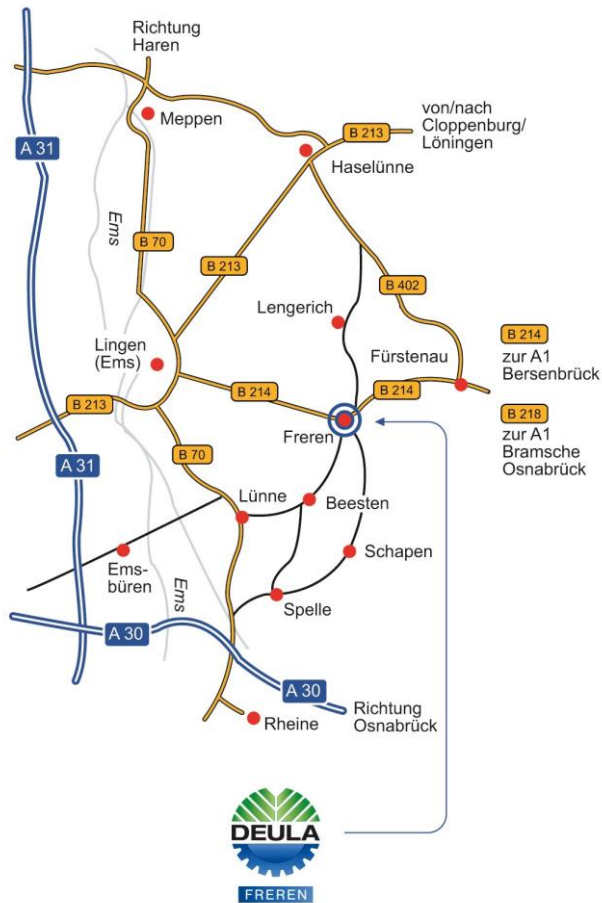 Richtung
Haren
Meppen
B 213
von/nach
Cloppenburg/
Löningen
A 31
Haselünne
Ems
B 70
B 213
B 402
Lengerich
Lingen
(Ems)
Fürstenau
B 214
zur A1
Bersenbrück
B 213
B 214
B 214
B 218
zur A1
Bramsche
Osnabrück
Freren
A 31
B 70
Lünne
Beesten
Schapen
Ems-
büren
Ems
Spelle
A 30
A 30
Richtung
Osnabrück
Rheine
DEULA
FREREN